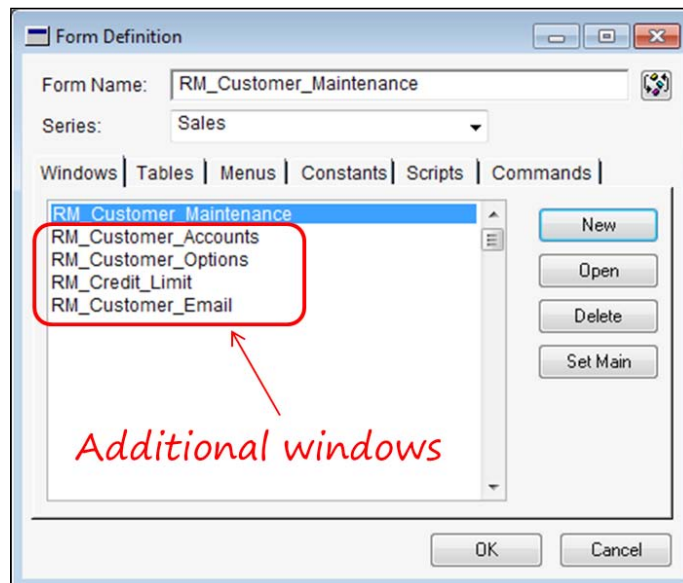 Form Definition
Form Name: RM_Customer_Maintenance
Series: Sales
Windows Tables Menus Constants Scripts Commands
RM_Customer_Maintenance
RM_Customer_Accounts
RM_Customer_Options
RM_Credit_Limit
RM_Customer_Email
New
Open
Delete
Set Main
Additional windows
OK Cancel